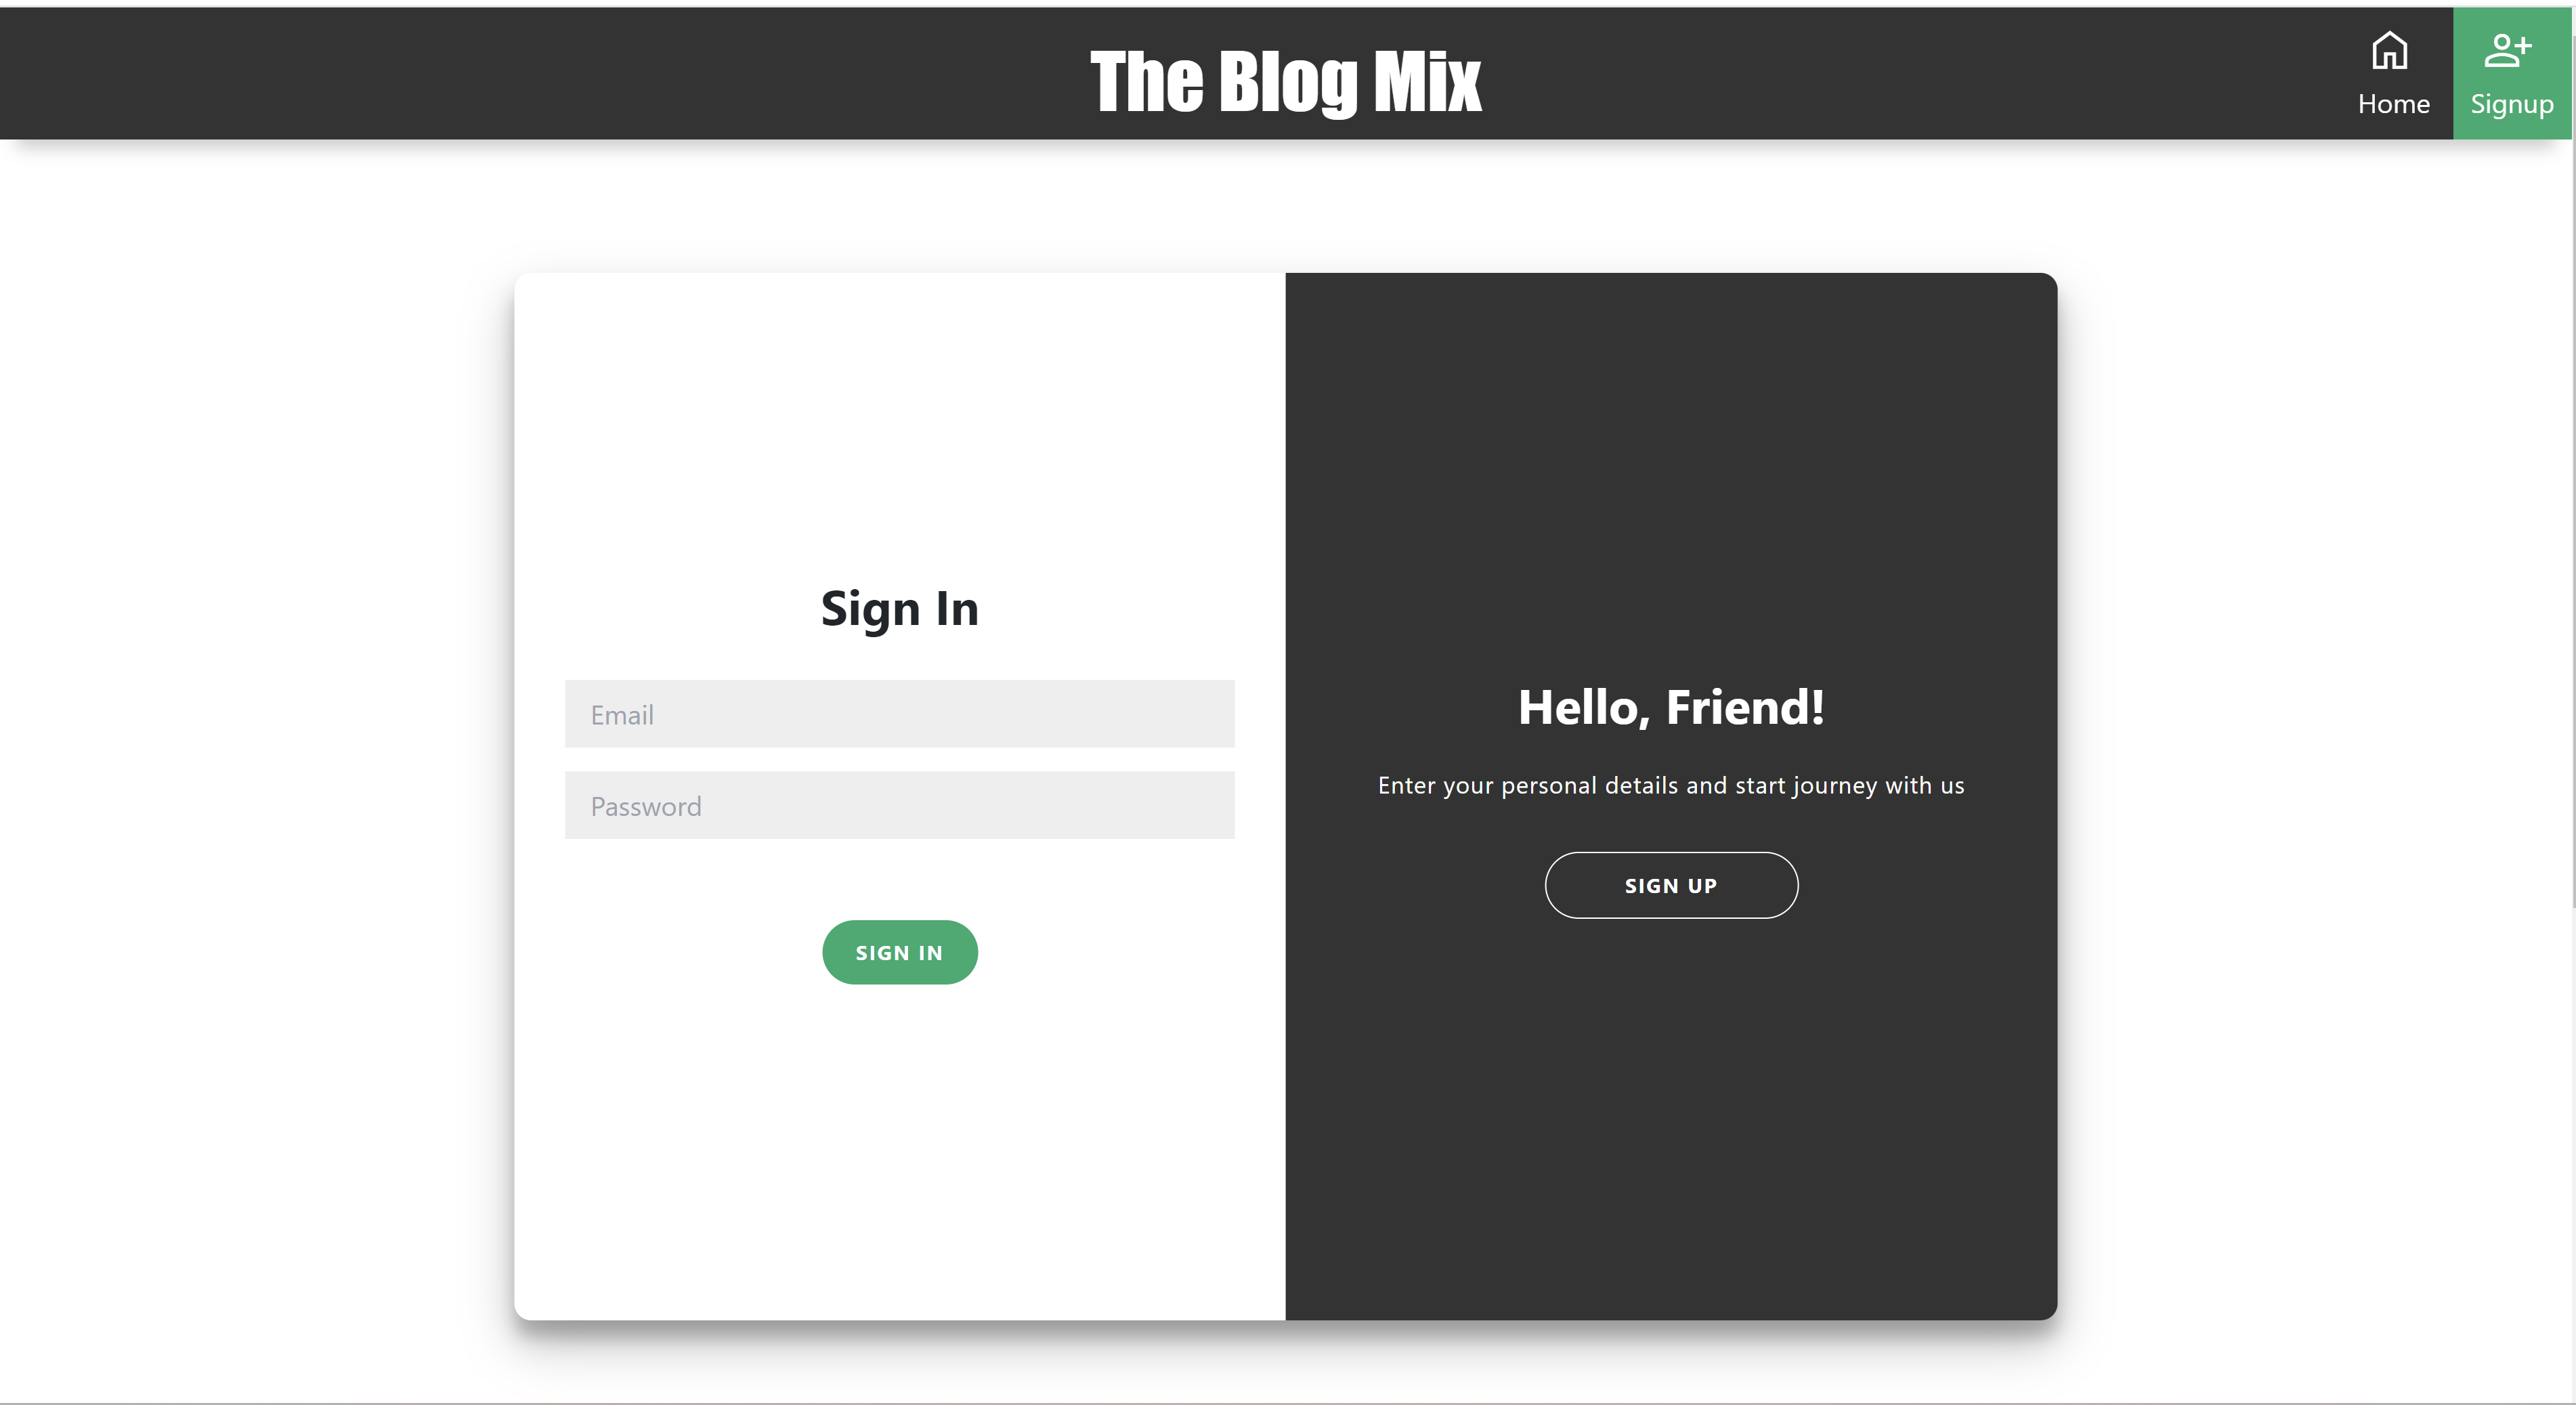 The Blog Mix
Home
Signup
Sign In
Email
Password
SIGN IN
Hello, Friend!
Enter your personal details and start journey with us
SIGN UP